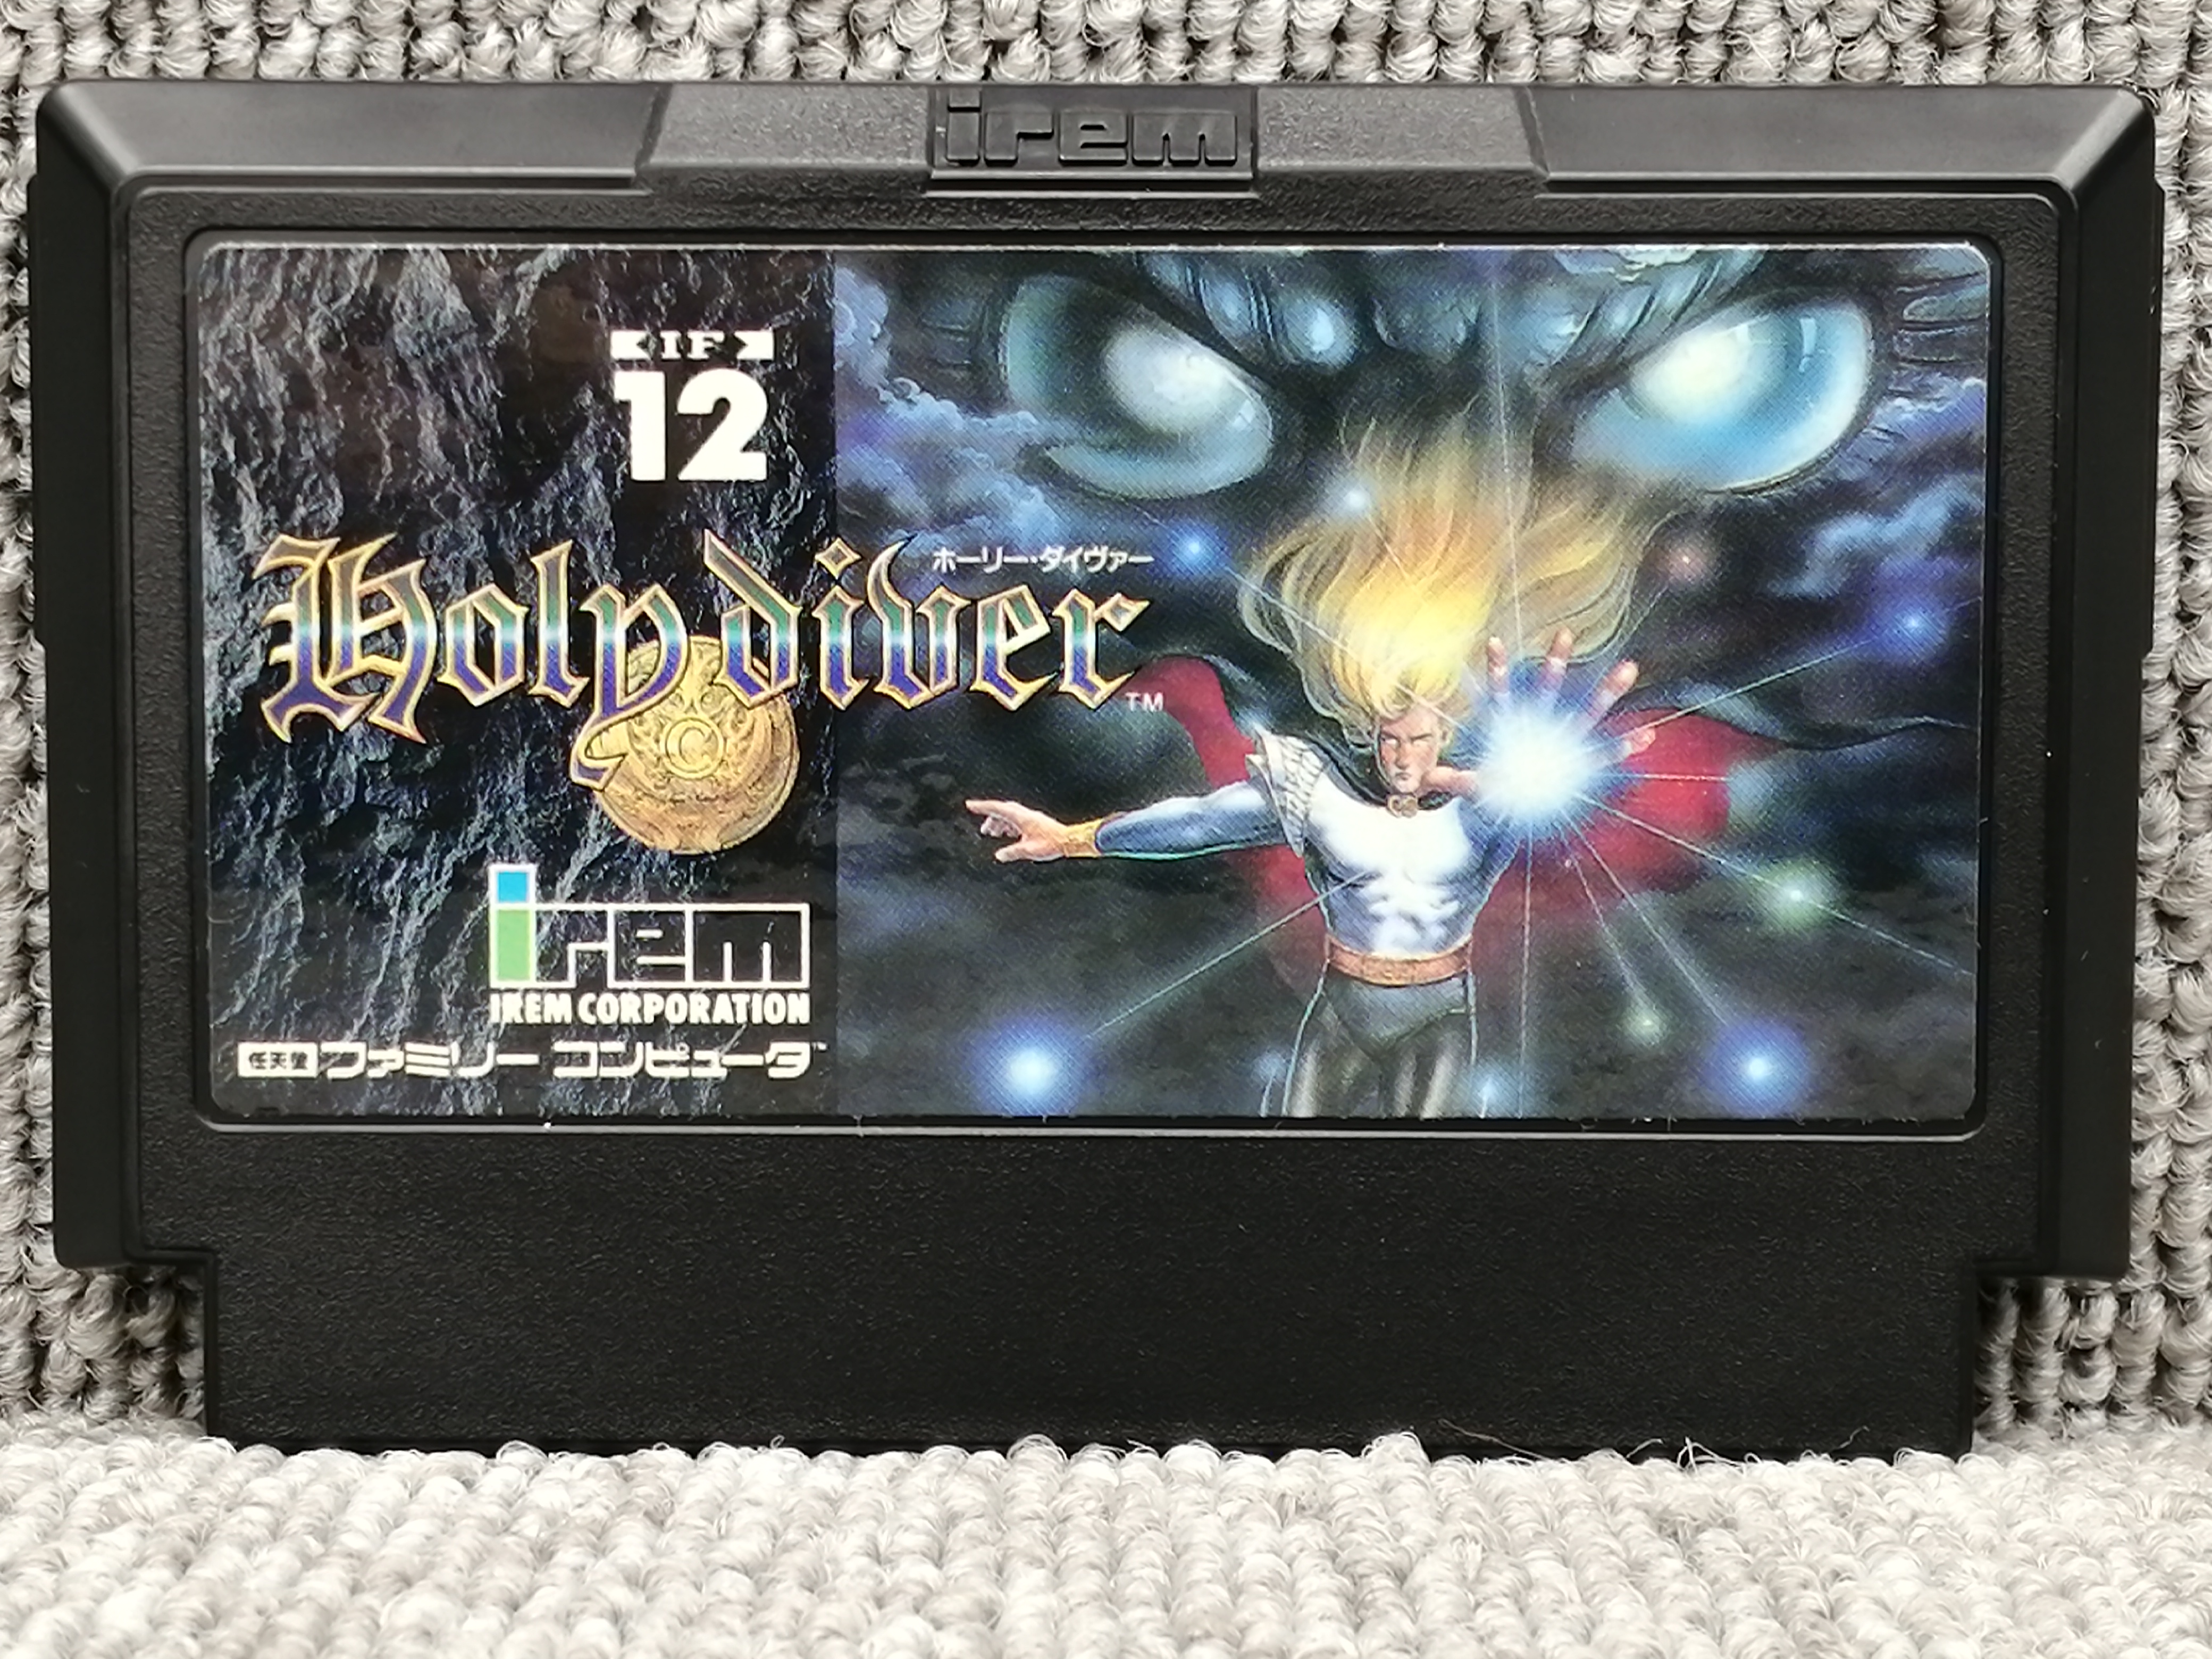 irem
IF
12
ホーリー・ダイヴァー
Holy diver TM
C
irem
IREM CORPORATION
任天堂 ファミリー コンピュータ TM